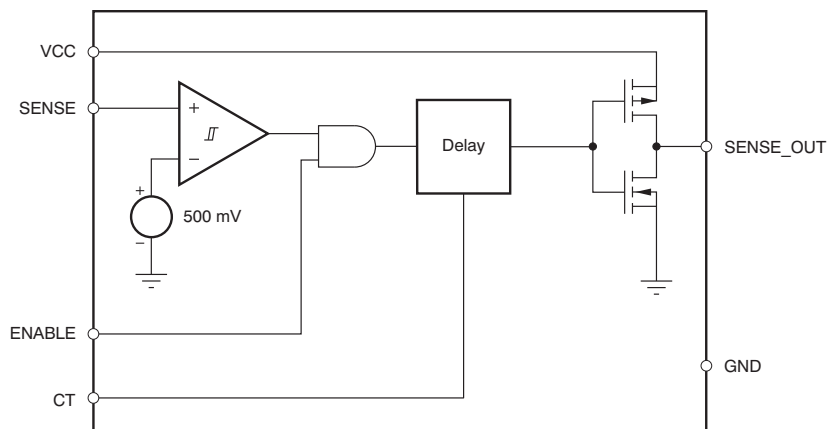 VCC
SENSE
+
−
+
500 mV
−
Delay
SENSE_OUT
ENABLE
GND
CT